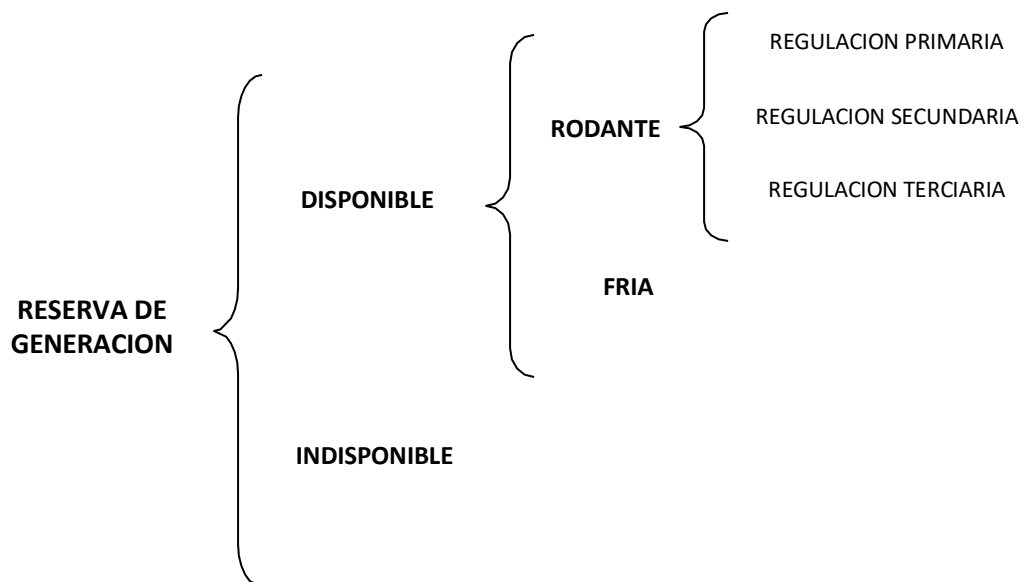 RESERVA DE
GENERACION
DISPONIBLE
INDISPONIBLE
RODANTE
FRIA
REGULACION PRIMARIA
REGULACION SECUNDARIA
REGULACION TERCIARIA